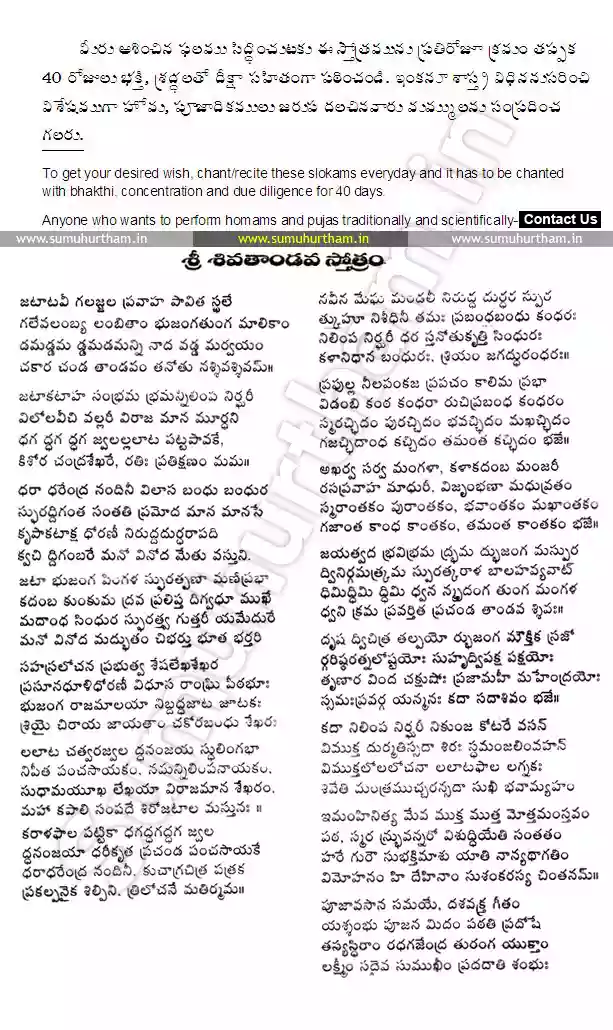 మీరు ఆశించిన ఫలము సిద్ధించుటకు ఈ స్తోత్రమును ప్రతిరోజూ క్రమం తప్పక
40 రోజులు భక్తి, శ్రద్ధలతో దీక్షా సహితంగా పఠించండి. ఇంకనూ శాస్త్ర విధిననుసరించి
విశేషముగా హోమ, పూజాదికములు జరుప దలచినవారు మమ్ములను సంప్రదించ
గలరు.
To get your desired wish, chant/recite these slokams everyday and it has to be chanted
with bhakthi, concentration and due diligence for 40 days.
Anyone who wants to perform homams and pujas traditionally and scientifically- Contact Us
www.sumuhurtham.in www.sumuhurtham.in www.sumuhurtham.in
శ్రీ శివతాండవ స్తోత్రం
జటాటవీ గలజ్జల ప్రవాహ పావిత స్థలే
గలేవలంబ్య లంబితాం భుజంగతుంగ మాలికాం
డమడ్డమ డ్డమడమన్ని నాద వడ్డ మర్వయం
చకార చండ తాండవం తనోతు నశ్శివశ్శివమ్॥
జటాకటాహ సంభ్రమ భ్రమన్నిలింప నిర్ఘరీ
విలోలవీచి వల్లరీ విరాజ మాన మూర్ధని
ధగ ద్ధగ ద్ధగ జ్వలల్లలాట పట్టపావకే,
కిశోర చంద్రశేఖరే, రతిః ప్రతిక్షణం మమ॥
ధరా ధరేంద్ర నందినీ విలాస బంధు బంధుర
స్ఫురద్దిగంత సంతతి ప్రమోద మాన మానసే
కృపాకటాక్ష ధోరణీ నిరుద్దదుర్ధరాపది
క్వచి ద్దిగంబరే మనో వినోద మేతు వస్తుని.
జటా భుజంగ పింగళ స్ఫురత్ఫణా మణిప్రభా
కదంబ కుంకుమ ద్రవ ప్రలిప్త దిగ్వధూ ముఖే
మదాంధ సింధుర స్ఫురత్త్వ గుత్తరీ యమేదురే
మనో వినోద మద్భుతం చిభర్తు భూత భర్తరి
సహస్రలోచన ప్రభుత్వ శేషలేఖశేఖర
ప్రసూనధూళిధోరణీ విధూస రాంఘ్రి పీఠభూః
భుజంగ రాజమాలయా నిబద్ధజాట జాటకః
శ్రియై చిరాయ జాయతాం చకోరబంధు శేఖరః
లలాట చత్వరజ్వల ద్ధనంజయ స్ఫులింగభా
నిపీత పంచసాయకం, నమన్నిలింపనాయకం,
సుధామయూఖ లేఖయా విరాజమాన శేఖరం,
మహా కపాలి సంపదే శిరోజటాల మస్తునః ॥
కరాళఫాల పట్టికా ధగద్ధగద్ధగ జ్వల
ద్ధనంజయా ధరీకృత ప్రచండ పంచసాయకే
ధరాధరేంద్ర నందినీ, కుచాగ్రచిత్ర పత్రక
ప్రకల్పనైక శిల్పిని, త్రిలోచనే మతిర్మమ॥
నవీన మేఘ మండలీ నిరుద్ధ దుర్ధర స్ఫుర
త్కుహూ నిశీథినీ తమః ప్రబంధబంధు కంధరః
నిలింప నిర్ఘరీ ధర స్తనోతుకృత్తి సింధురః
కళానిధాన బంధురః, శ్రియం జగద్ధురంధరః॥
ప్రఫుల్ల నీలపంకజ ప్రపచం కాలిమ ప్రభా
విడంబి కంఠ కంధరా రుచిప్రబంధ కంధరం
స్మరచ్ఛిదం పురచ్ఛిదం భవచ్ఛిదం మఖచ్ఛిదం
గజచ్ఛిదాంధ కచ్ఛిదం తమంత కచ్ఛిదం భజే॥
అఖర్వ సర్వ మంగళా, కళాకదంబ మంజరీ
రసప్రవాహ మాధురీ, విజృంభణా మధువ్రతం
స్మరాంతకం పురాంతకం, భవాంతకం మఖాంతకం
గజాంత కాంధ కాంతకం, తమంత కాంతకం భజే॥
జయత్వద భ్రవిభ్రమ ద్భ్రమ ద్భుజంగ మస్ఫుర
ద్వినిర్గమత్క్రమ స్ఫురత్కరాళ బాలహవ్యవాట్
ధిమిద్ధిమి ద్ధిమి ధ్వన న్మృదంగ తుంగ మంగళ
ధ్వని క్రమ ప్రవర్తిత ప్రచండ తాండవ శ్శివః॥
దృష ద్విచిత్ర తల్పయో ర్భుజంగ మౌక్తిక స్రజో
ర్గరిష్ఠరత్నలోష్టయోః సుహృద్విపక్ష పక్షయోః
తృణార వింద చక్షుషోః ప్రజామహీ మహేంద్రయోః
స్సమఃప్రవర్గ యన్మనః కదా సదాశివం భజే॥
కదా నిలింప నిర్ఘరీ నికుంజ కోటరే వసన్
విముక్త దుర్మతిస్సదా శిరః స్థమంజలింవహన్
విముక్తలోలలోచనా లలాటఫాల లగ్నకః
శివేతి మంత్రముచ్చరన్సదా సుఖీ భవామ్యహం
ఇమంహినిత్య మేవ ముక్త ముత్త మోత్తమంస్తవం
పఠ, స్మర న్బ్రువన్నరో విశుద్ధియేతి సంతతం
హరే గురౌ సుభక్తిమాశు యాతి నాన్యథాగతిం
విమోహనం హి దేహినాం సుశంకరస్య చింతనమ్॥
పూజావసాన సమయే, దశవక్త్ర గీతం
యశ్శంభు పూజన మిదం పఠతి ప్రదోషే
తస్యస్థిరాం రధగజేంద్ర తురంగ యుక్తాం
లక్ష్మీం సదైవ సుముఖీం ప్రదదాతి శంభుః
sumuhurtham.in